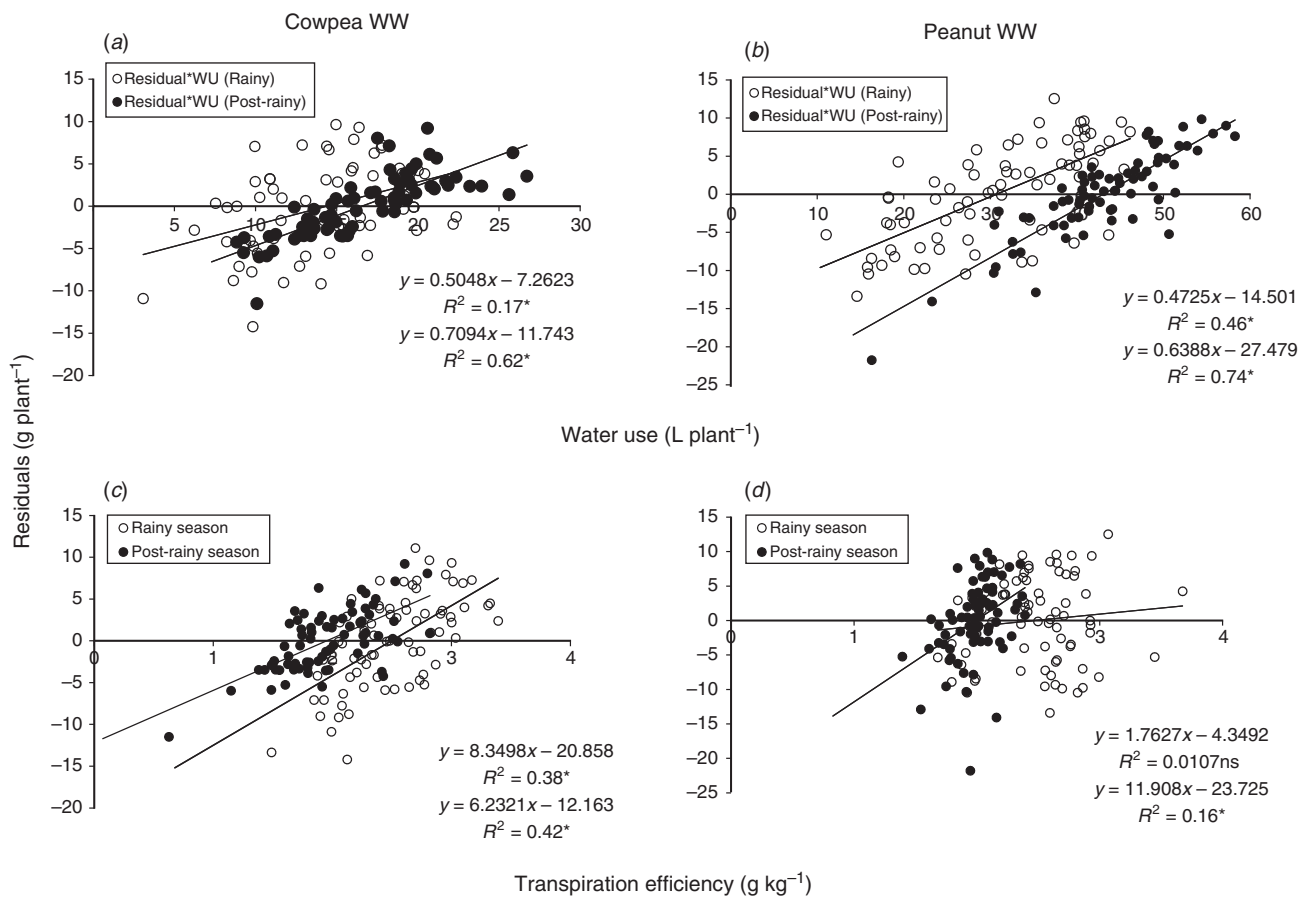 Cowpea WW
Peanut WW
(a)
Residual*WU (Rainy)
Residual*WU (Post-rainy)
15
10
5
0
–5
–10
–15
–20
5
10
15
20
25
30
y = 0.5048x – 7.2623
R² = 0.17*
y = 0.7094x – 11.743
R² = 0.62*
(b)
Residual*WU (Rainy)
Residual*WU (Post-rainy)
15
10
5
0
–5
–10
–15
–20
–25
0
10
20
30
40
50
60
y = 0.4725x – 14.501
R² = 0.46*
y = 0.6388x – 27.479
R² = 0.74*
Residuals (g plant⁻¹)
Water use (L plant⁻¹)
(c)
Rainy season
Post-rainy season
15
10
5
0
–5
–10
–15
–20
0
1
2
3
4
y = 8.3498x – 20.858
R² = 0.38*
y = 6.2321x – 12.163
R² = 0.42*
(d)
Rainy season
Post-rainy season
15
10
5
0
–5
–10
–15
–20
–25
0
1
3
4
y = 1.7627x – 4.3492
R² = 0.0107ns
y = 11.908x – 23.725
R² = 0.16*
Transpiration efficiency (g kg⁻¹)